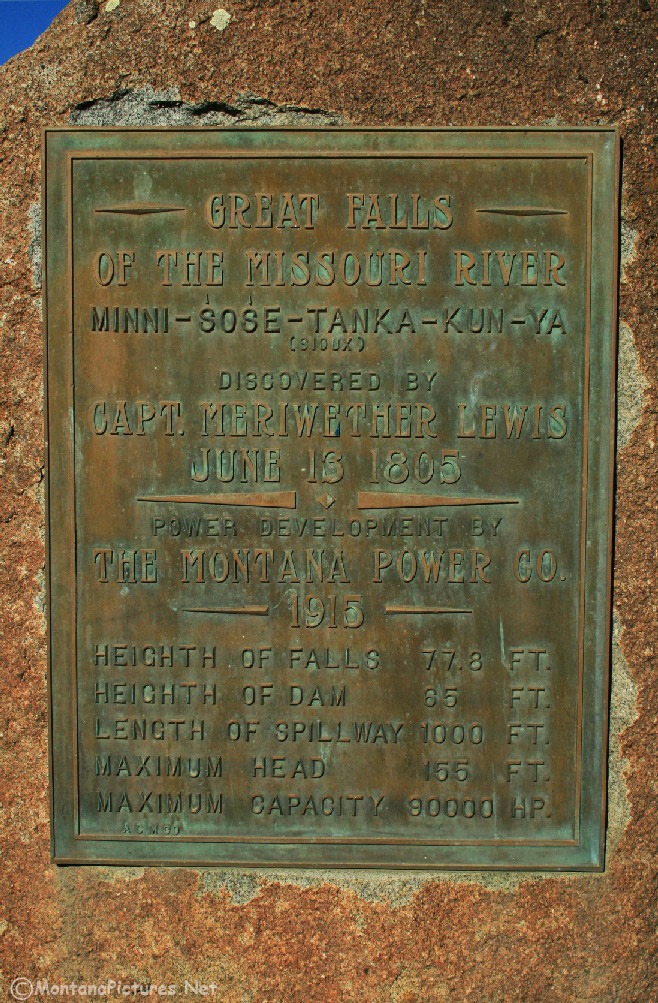 GREAT FALLS
OF THE MISSOURI RIVER
MINNI-ṠOṠE-TANKA-KUN-YA
(SIOUX)
DISCOVERED BY
CAPT. MERIWETHER LEWIS
JUNE 13 1805
POWER DEVELOPMENT BY
THE MONTANA POWER CO.
1915
HEIGHTH OF FALLS 77.8 FT.
HEIGHTH OF DAM 65 FT.
LENGTH OF SPILLWAY 1000 FT.
MAXIMUM HEAD 155 FT.
MAXIMUM CAPACITY 90000 HP.
©MontanaPictures.Net